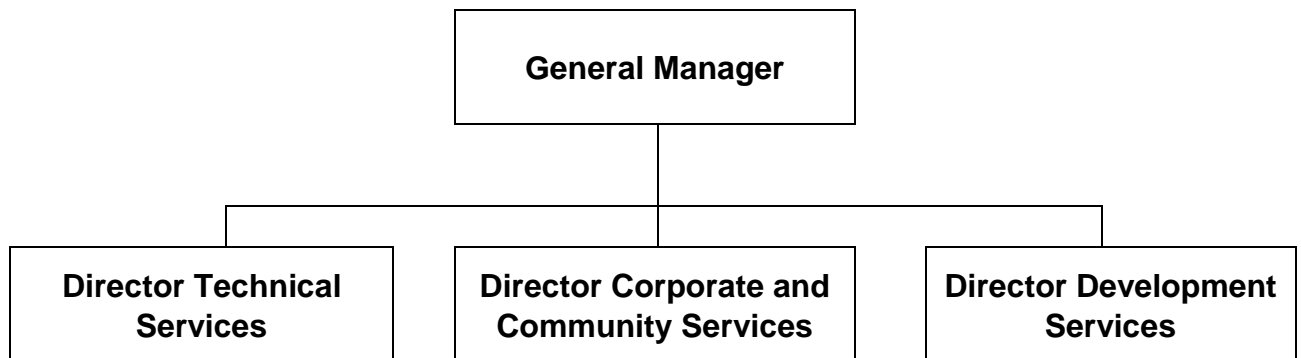 General Manager
Director Technical
Services
Director Corporate and
Community Services
Director Development
Services